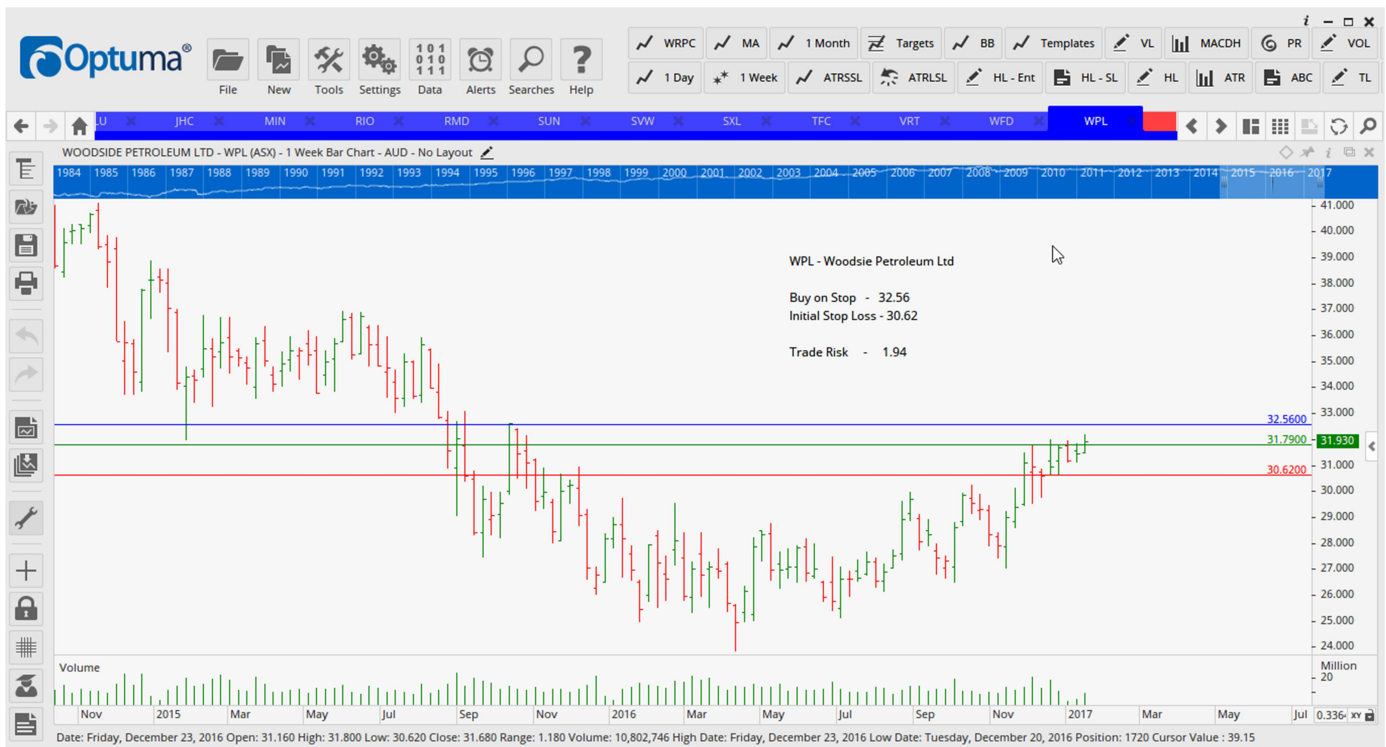 Optuma®
File
New
Tools
Settings
Data
Alerts
Searches
Help
WRPC
MA
1 Month
Targets
BB
Templates
VL
MACDH
PR
VOL
1 Day
1 Week
ATRSSL
ATRLSL
HL - Ent
HL - SL
HL
ATR
ABC
TL
LU
JHC
MIN
RIO
RMD
SUN
SVW
SXL
TFC
VRT
WFD
WPL
WOODSIDE PETROLEUM LTD - WPL (ASX) - 1 Week Bar Chart - AUD - No Layout
1984 1985 1986 1987 1988 1989 1990 1991 1992 1993 1994 1995 1996 1997 1998 1999 2000 2001 2002 2003 2004 2005 2006 2007 2008 2009 2010 2011 2012 2013 2014 2015 2016 2017
WPL - Woodsie Petroleum Ltd
Buy on Stop - 32.56
Initial Stop Loss - 30.62
Trade Risk - 1.94
41.000
40.000
39.000
38.000
37.000
36.000
35.000
34.000
33.000
32.5600
31.7900
31.930
31.000
30.6200
30.000
29.000
28.000
27.000
26.000
25.000
24.000
Volume
Million
20
Nov 2015 Mar May Jul Sep Nov 2016 Mar May Jul Sep Nov 2017 Mar May Jul
0.336 XY
Date: Friday, December 23, 2016 Open: 31.160 High: 31.800 Low: 30.620 Close: 31.680 Range: 1.180 Volume: 10,802,746 High Date: Friday, December 23, 2016 Low Date: Tuesday, December 20, 2016 Position: 1720 Cursor Value : 39.15